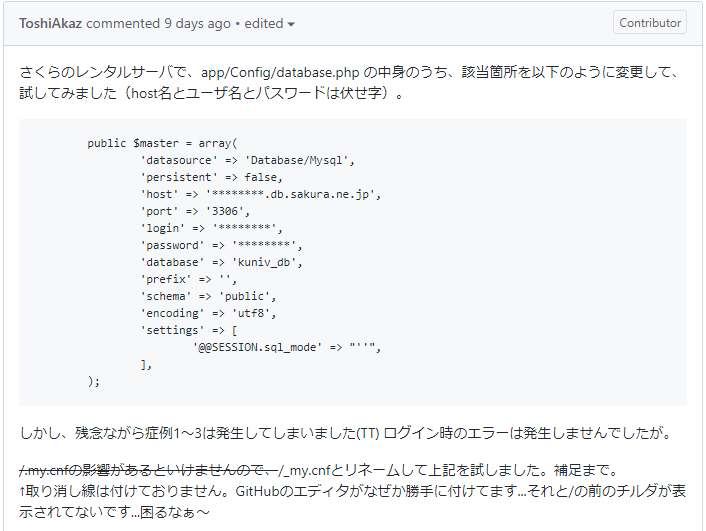 ToshiAkaz commented 9 days ago • edited
Contributor
さくらのレンタルサーバで、app/Config/database.php の中身のうち、該当箇所を以下のように変更して、
試してみました（host名とユーザ名とパスワードは伏せ字）。
public $master = array(
'datasource' => 'Database/Mysql',
'persistent' => false,
'host' => '********.db.sakura.ne.jp',
'port' => '3306',
'login' => '********',
'password' => '********',
'database' => 'kuniv_db',
'prefix' => '',
'schema' => 'public',
'encoding' => 'utf8',
'settings' => [
'@@SESSION.sql_mode' => "''",
],
);
しかし、残念ながら症例1～3は発生してしまいました(TT) ログイン時のエラーは発生しませんでしたが。
/.my.cnfの影響があるといけませんので、/_my.cnfとリネームして上記を試しました。補足まで。
↑取り消し線は付けておりません。GitHubのエディタがなぜか勝手に付けてます...それと/の前のチルダが表
示されてないです...困るなぁ～